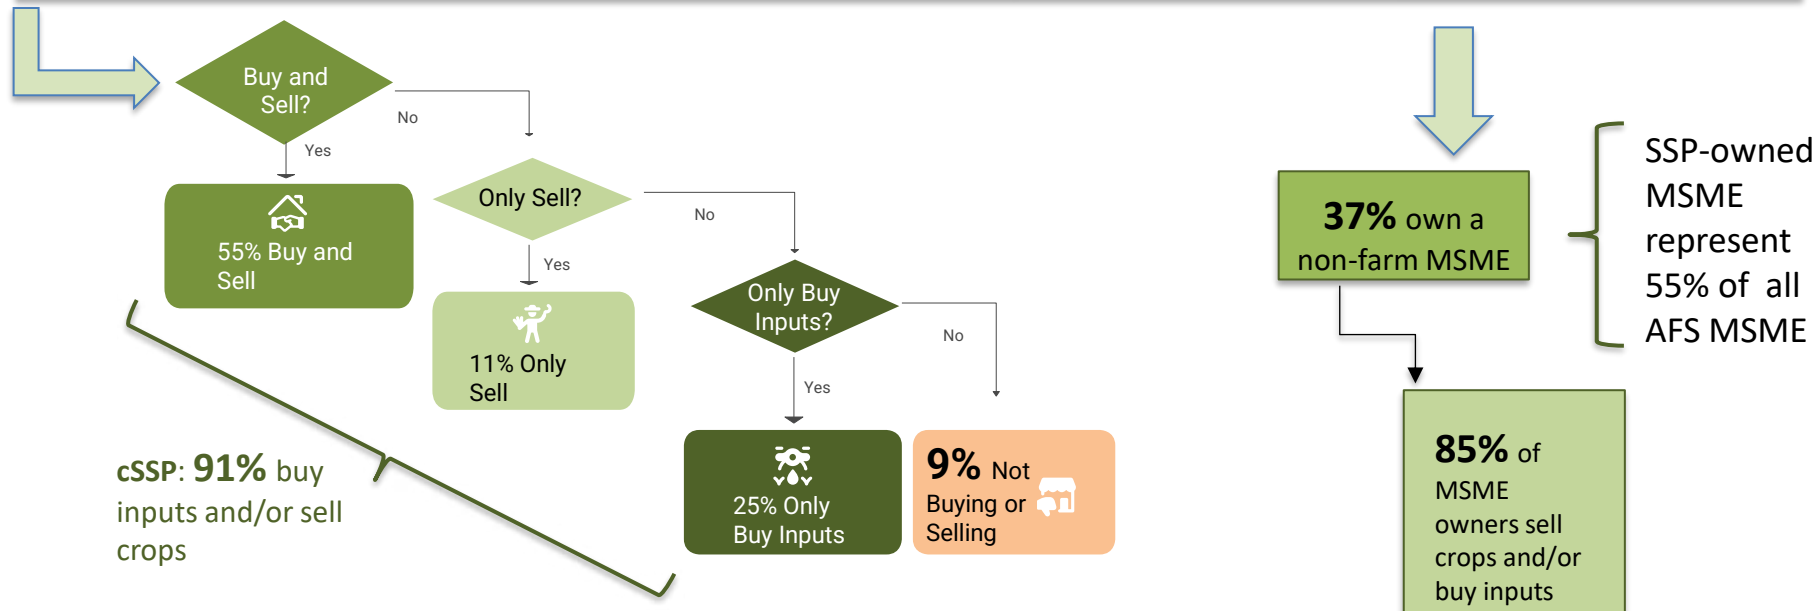 Buy and
Sell?
No
Yes
55% Buy and
Sell
Only Sell?
No
Yes
11% Only
Sell
Only Buy
Inputs?
No
Yes
25% Only
Buy Inputs
9% Not
Buying or
Selling
cSSP: 91% buy
inputs and/or sell
crops
37% own a
non-farm MSME
SSP-owned
MSME
represent
55% of all
AFS MSME
85% of
MSME
owners sell
crops and/or
buy inputs